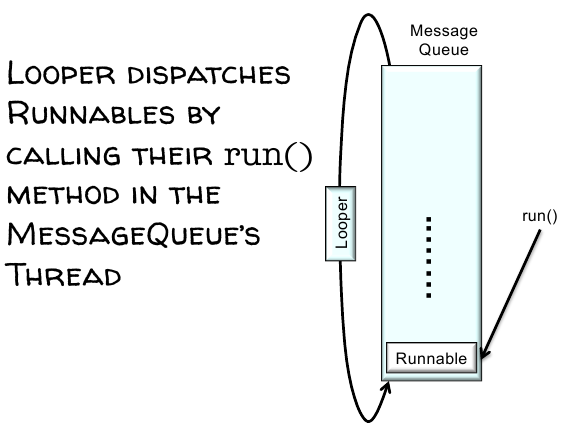 Looper dispatches
Runnables by
calling their run()
method in the
MessageQueue's
Thread
Message
Queue
Looper
run()
Runnable